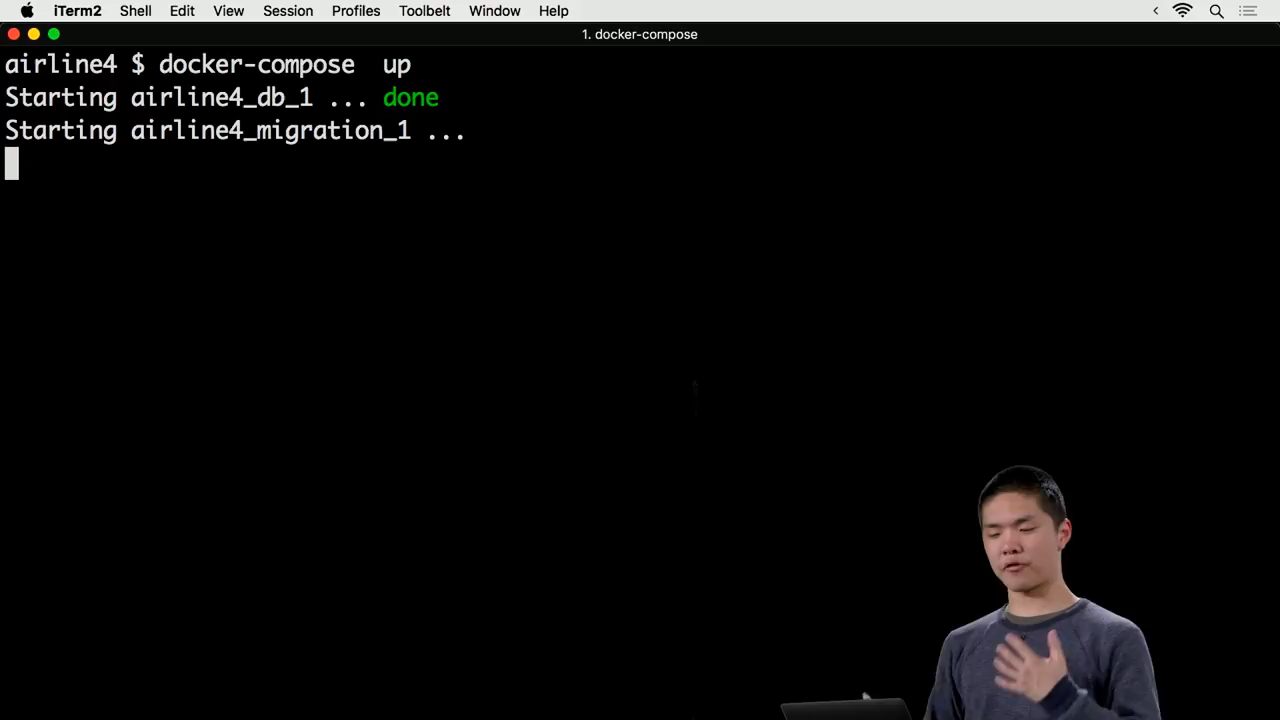 iTerm2 Shell Edit View Session Profiles Toolbelt Window Help
1. docker-compose
airline4 $ docker-compose  up
Starting airline4_db_1 ... done
Starting airline4_migration_1 ...